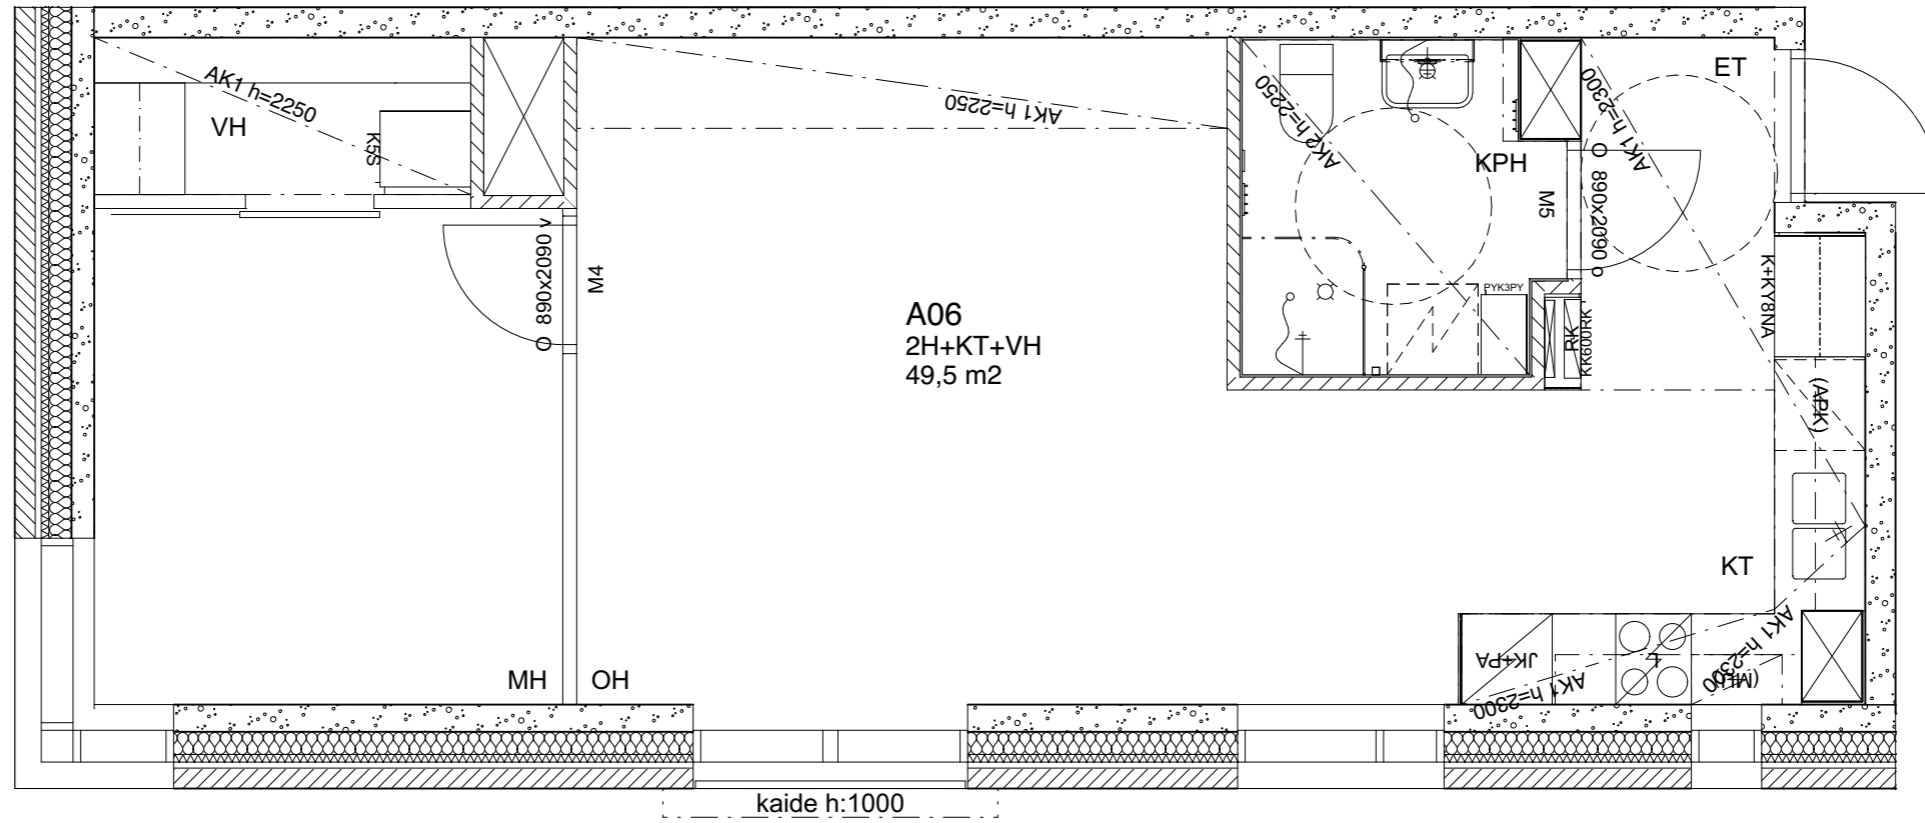 AK1 h=2250
VH
K5S
AK1 h=2250
AK2 h=2250
KPH
M5
AK1 h=2300
ET
O 890x2090 o
O 890x2090 v
M4
A06
2H+KT+VH
49,5 m2
PYK3PY
RK
KK600RK
K+KY8NA
(APK)
KT
MH
OH
JK+PA
L
AK1 h=2300
(ML)
AK1 h=2300
kaide h:1000